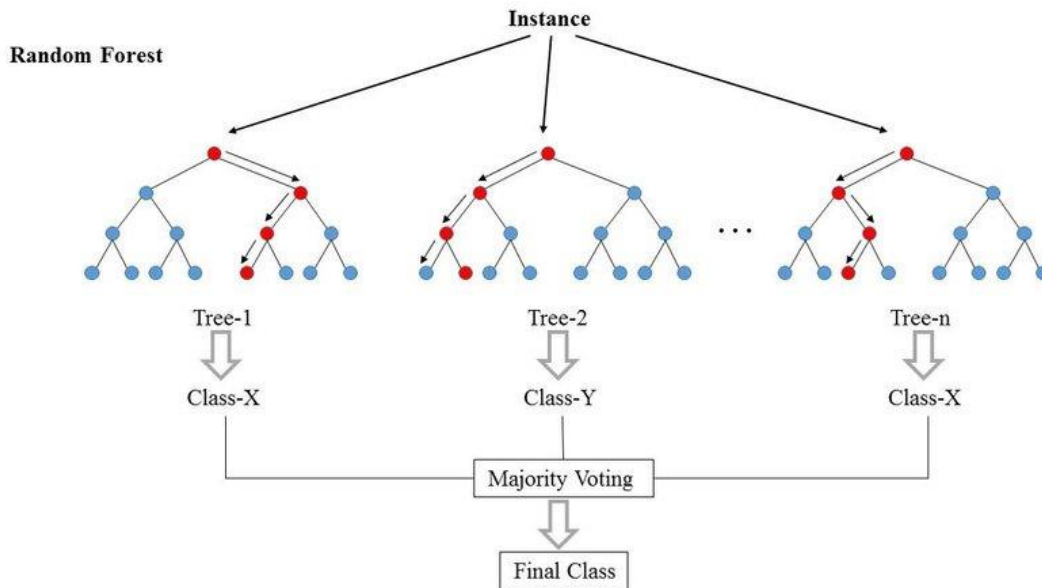 Instance
Random Forest
...
Tree-1
Tree-2
Tree-n
Class-X
Class-Y
Class-X
Majority Voting
Final Class